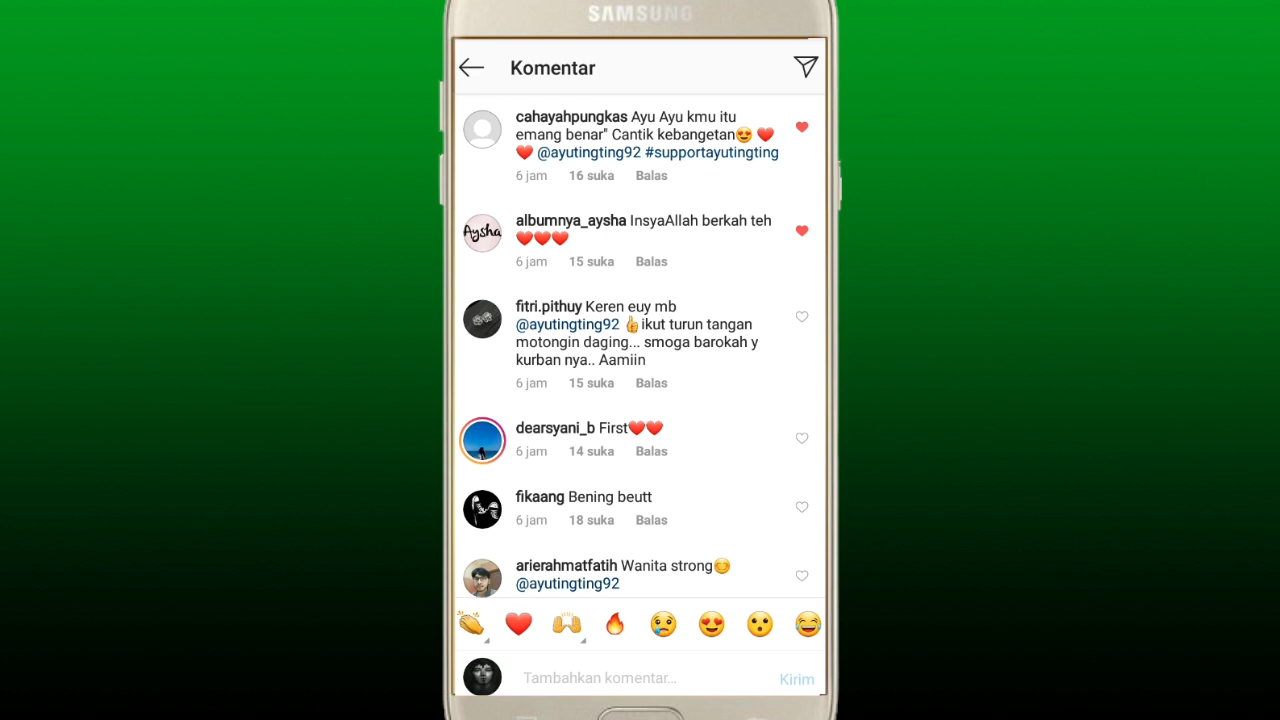 SAMSUNG
Komentar
cahayahpungkas Ayu Ayu kmu itu
emang benar" Cantik kebangetan😍 ❤️
❤️ @ayutingting92 #supportayutingting
6 jam 16 suka Balas
Aysha
albumnya_aysha InsyaAllah berkah teh
❤️❤️❤️
6 jam 15 suka Balas
fitri.pithuy Keren euy mb
@ayutingting92 👍ikut turun tangan
motongin daging... smoga barokah y
kurban nya.. Aamiin
6 jam 15 suka Balas
dearsyani_b First❤️❤️
6 jam 14 suka Balas
fikaang Bening beutt
6 jam 18 suka Balas
arierahmatfatih Wanita strong😊
@ayutingting92
Tambahkan komentar... Kirim